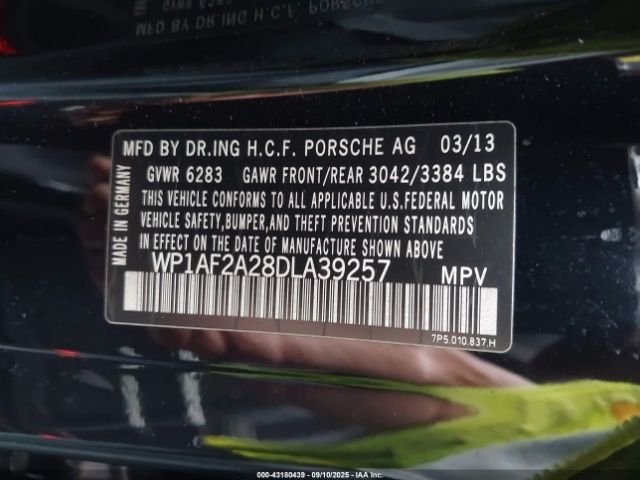 MFD BY DR.ING H.C.F. PORSCHE AG 03/13
GVWR 6283 GAWR FRONT/REAR 3042/3384 LBS
THIS VEHICLE CONFORMS TO ALL APPLICABLE U.S.FEDERAL MOTOR
VEHICLE SAFETY,BUMPER,AND THEFT PREVENTION STANDARDS
IN EFFECT ON THE DATE OF MANUFACTURE SHOWN ABOVE.
WP1AF2A28DLA39257 MPV
MADE IN GERMANY
7P5.010.837.H
000-43180439 - 09/10/2025 - IAAI